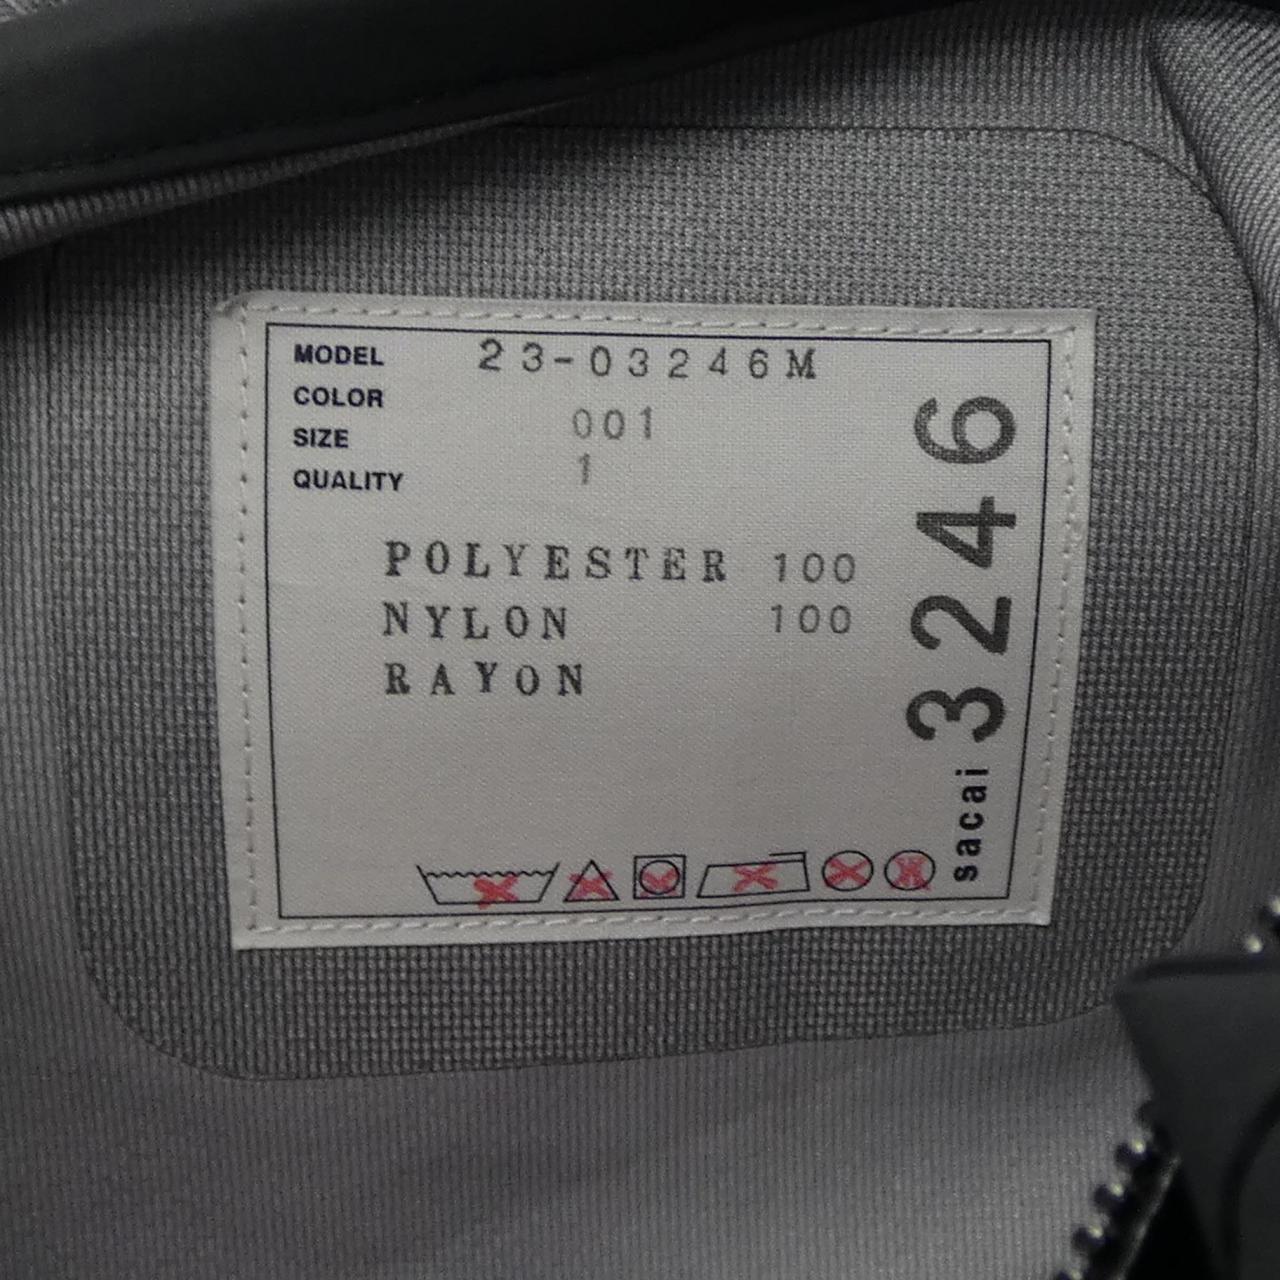 MODEL 23-03246M
COLOR 001
SIZE 1
QUALITY
POLYESTER 100
NYLON 100
RAYON
sacai 3246